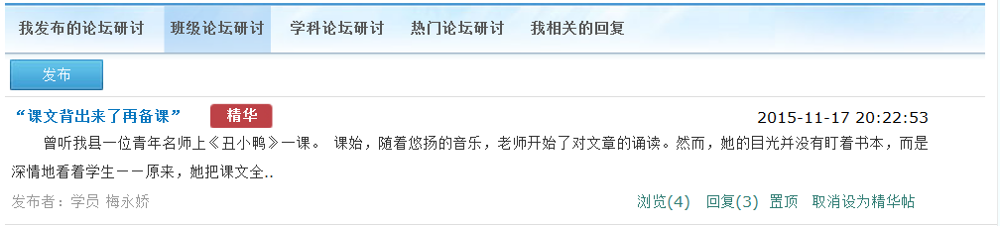 我发布的论坛研讨 班级论坛研讨 学科论坛研讨 热门论坛研讨 我相关的回复
发布
“课文背出来了再备课” 精华 2015-11-17 20:22:53
曾听我县一位青年名师上《丑小鸭》一课。 课始，随着悠扬的音乐，老师开始了对文章的诵读。然而，她的目光并没有盯着书本，而是
深情地看着学生——原来，她把课文全..
发布者：学员 梅永娇 浏览(4) 回复(3) 置顶 取消设为精华帖